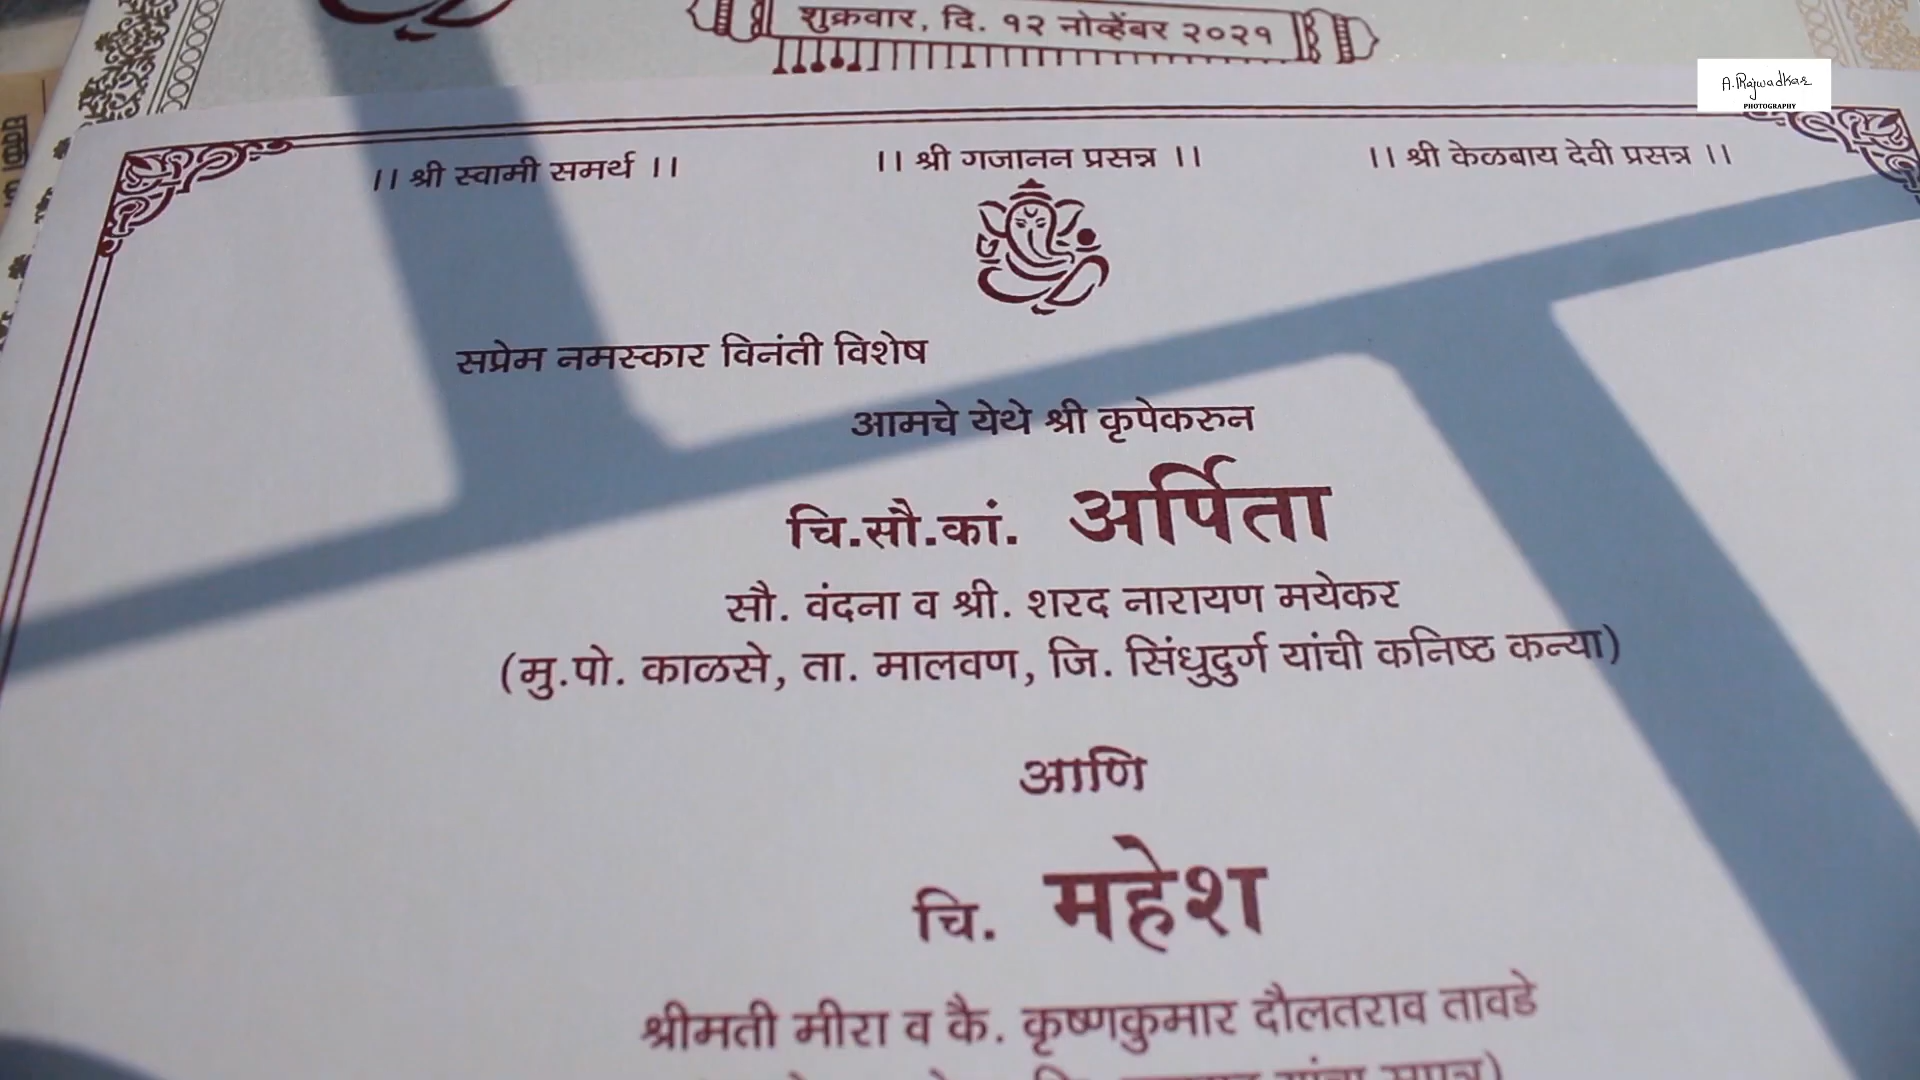 शुक्रवार, दि. १२ नोव्हेंबर २०२१
A.Rajwadkar
PHOTOGRAPHY
।। श्री स्वामी समर्थ ।। ।। श्री गजानन प्रसन्न ।। ।। श्री केळबाय देवी प्रसन्न ।।
सप्रेम नमस्कार विनंती विशेष
आमचे येथे श्री कृपेकरुन
चि.सौ.कां. अर्पिता
सौ. वंदना व श्री. शरद नारायण मयेकर
(मु.पो. काळसे, ता. मालवण, जि. सिंधुदुर्ग यांची कनिष्ठ कन्या)
आणि
चि. महेश
श्रीमती मीरा व कै. कृष्णकुमार दौलतराव तावडे